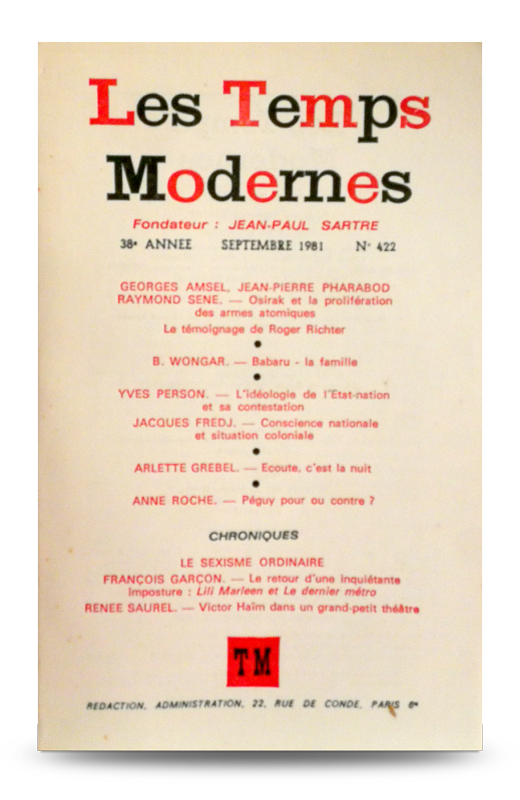 Les Temps
Modernes
Fondateur : JEAN-PAUL SARTRE
38e ANNEE SEPTEMBRE 1981 N° 422
GEORGES AMSEL, JEAN-PIERRE PHARABOD
RAYMOND SENE. — Osirak et la prolifération
des armes atomiques
Le témoignage de Roger Richter
B. WONGAR. — Babaru - la famille
YVES PERSON. — L'idéologie de l'Etat-nation
et sa contestation
JACQUES FREDJ. — Conscience nationale
et situation coloniale
ARLETTE GREBEL. — Ecoute, c'est la nuit
ANNE ROCHE. — Péguy pour ou contre ?
CHRONIQUES
LE SEXISME ORDINAIRE
FRANÇOIS GARÇON. — Le retour d'une inquiétante
imposture : Lili Marleen et Le dernier métro
RENEE SAUREL. — Victor Haïm dans un grand-petit théâtre
TM
REDACTION, ADMINISTRATION, 22, RUE DE CONDE, PARIS 6e